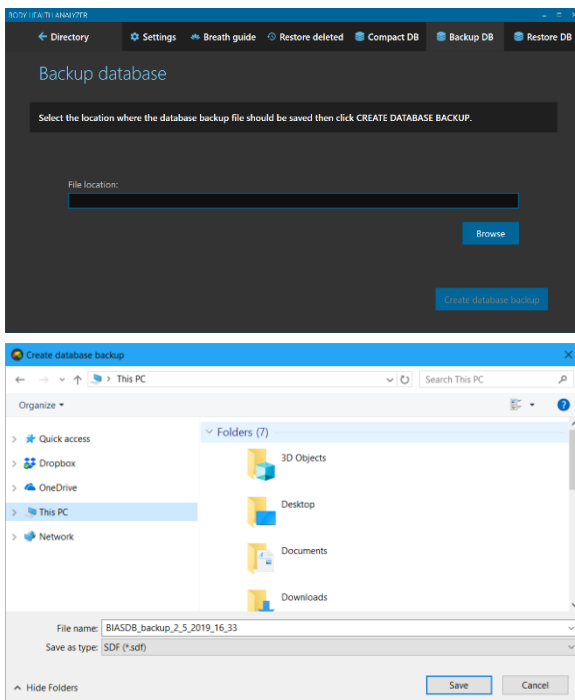 BODY HEALTH ANALYZER
Directory Settings Breath guide Restore deleted Compact DB Backup DB Restore DB
Backup database
Select the location where the database backup file should be saved then click CREATE DATABASE BACKUP.
File location:
Browse
Create database backup
Create database backup
This PC Search This PC
Organize
Quick access
Dropbox
OneDrive
This PC
Network
Folders (7)
3D Objects
Desktop
Documents
Downloads
File name: BIASDB_backup_2_5_2019_16_33
Save as type: SDF (*.sdf)
Hide Folders Save Cancel